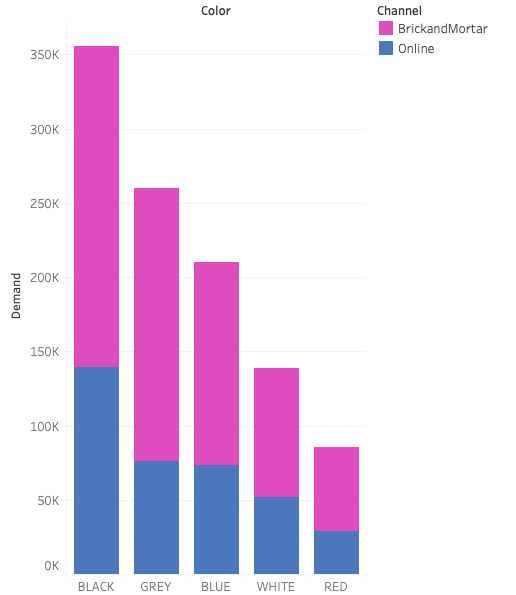 Color
Channel
BrickandMortar
Online
350K
300K
250K
200K
150K
100K
50K
0K
Demand
BLACK GREY BLUE WHITE RED